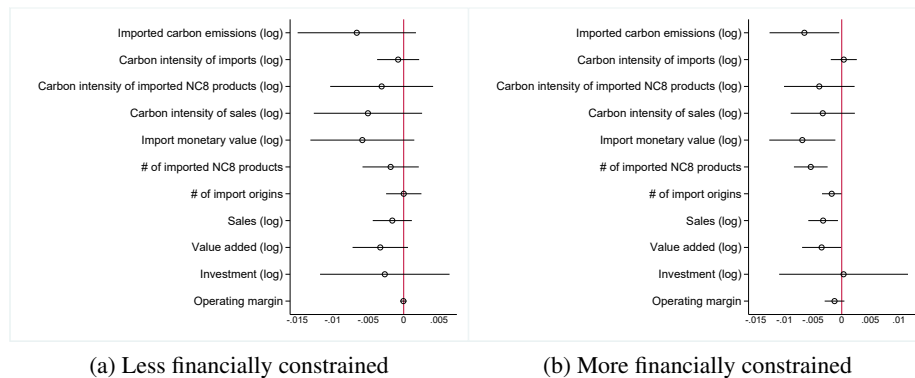 Imported carbon emissions (log)
Carbon intensity of imports (log)
Carbon intensity of imported NC8 products (log)
Carbon intensity of sales (log)
Import monetary value (log)
# of imported NC8 products
# of import origins
Sales (log)
Value added (log)
Investment (log)
Operating margin
-.015 -.01 -.005 0 .005
(a) Less financially constrained
Imported carbon emissions (log)
Carbon intensity of imports (log)
Carbon intensity of imported NC8 products (log)
Carbon intensity of sales (log)
Import monetary value (log)
# of imported NC8 products
# of import origins
Sales (log)
Value added (log)
Investment (log)
Operating margin
-.015 -.01 -.005 0 .005 .01
(b) More financially constrained